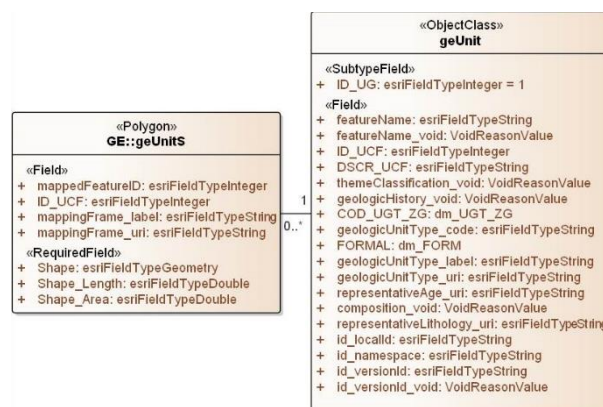 «Polygon»
GE::geUnitS
«Field»
+ mappedFeatureID: esriFieldTypeInteger
+ ID_UCF: esriFieldTypeInteger
+ mappingFrame_label: esriFieldTypeString
+ mappingFrame_uri: esriFieldTypeString
«RequiredField»
+ Shape: esriFieldTypeGeometry
+ Shape_Length: esriFieldTypeDouble
+ Shape_Area: esriFieldTypeDouble
1
0..*
«ObjectClass»
geUnit
«SubtypeField»
+ ID_UG: esriFieldTypeInteger = 1
«Field»
+ featureName: esriFieldTypeString
+ featureName_void: VoidReasonValue
+ ID_UCF: esriFieldTypeInteger
+ DSCR_UCF: esriFieldTypeString
+ themeClassification_void: VoidReasonValue
+ geologicHistory_void: VoidReasonValue
+ COD_UGT_ZG: dm_UGT_ZG
+ geologicUnitType_code: esriFieldTypeString
+ FORMAL: dm_FORM
+ geologicUnitType_label: esriFieldTypeString
+ geologicUnitType_uri: esriFieldTypeString
+ representativeAge_uri: esriFieldTypeString
+ composition_void: VoidReasonValue
+ representativeLithology_uri: esriFieldTypeString
+ id_localId: esriFieldTypeString
+ id_namespace: esriFieldTypeString
+ id_versionId: esriFieldTypeString
+ id_versionId_void: VoidReasonValue